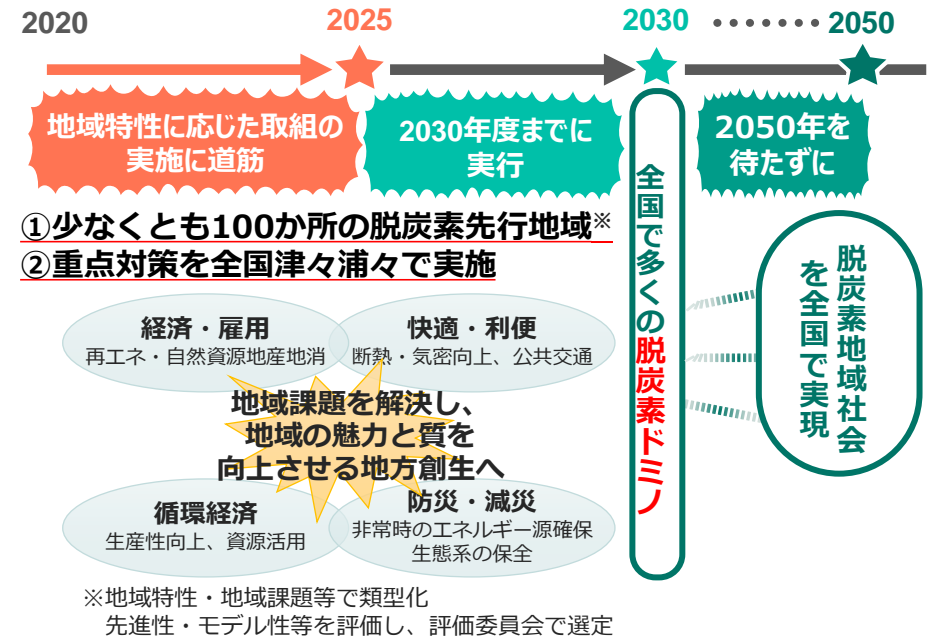 2020
2025
2030
・・・・・・・
2050
地域特性に応じた取組の
実施に道筋
2030年度までに
実行
2050年を
待たずに
①少なくとも100か所の脱炭素先行地域※
②重点対策を全国津々浦々で実施
経済・雇用
再エネ・自然資源地産地消
快適・利便
断熱・気密向上、公共交通
地域課題を解決し、
地域の魅力と質を
向上させる地方創生へ
循環経済
生産性向上、資源活用
防災・減災
非常時のエネルギー源確保
生態系の保全
全国で多くの脱炭素ドミノ
脱炭素地域社会
を全国で実現
※地域特性・地域課題等で類型化
先進性・モデル性等を評価し、評価委員会で選定